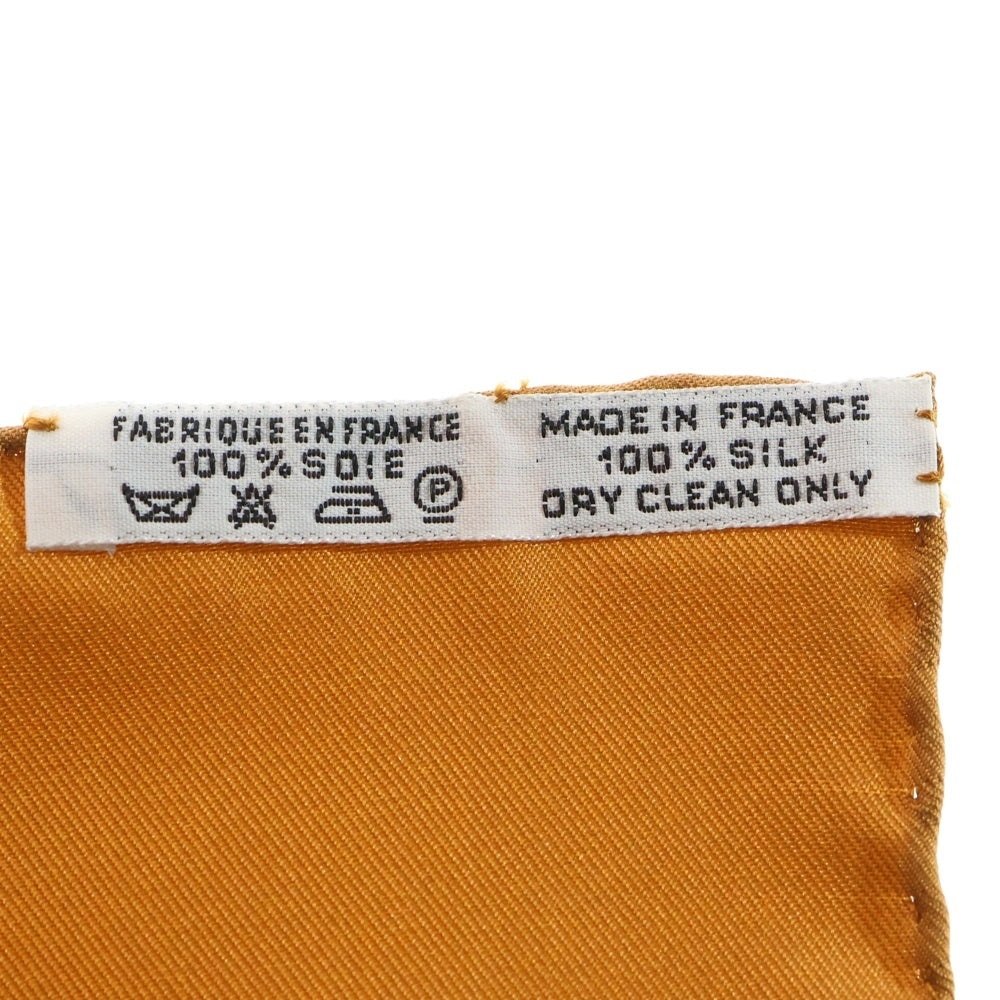 FABRIQUE EN FRANCE
100% SOIE
P
MADE IN FRANCE
100% SILK
DRY CLEAN ONLY